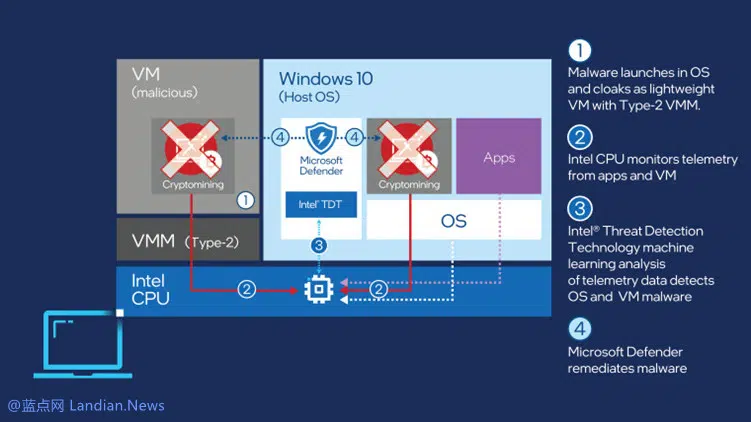 VM
(malicious)
Cryptomining
1
VMM (Type-2)
Windows 10
(Host OS)
4
4
Microsoft
Defender
Intel® TDT
3
Cryptomining
Apps
OS
Intel
CPU
2
2
1
Malware launches in OS
and cloaks as lightweight
VM with Type-2 VMM.
2
Intel CPU monitors telemetry
from apps and VM
3
Intel® Threat Detection
Technology machine
learning analysis
of telemetry data detects
OS and VM malware
4
Microsoft Defender
remediates malware
@蓝点网 Landian.News